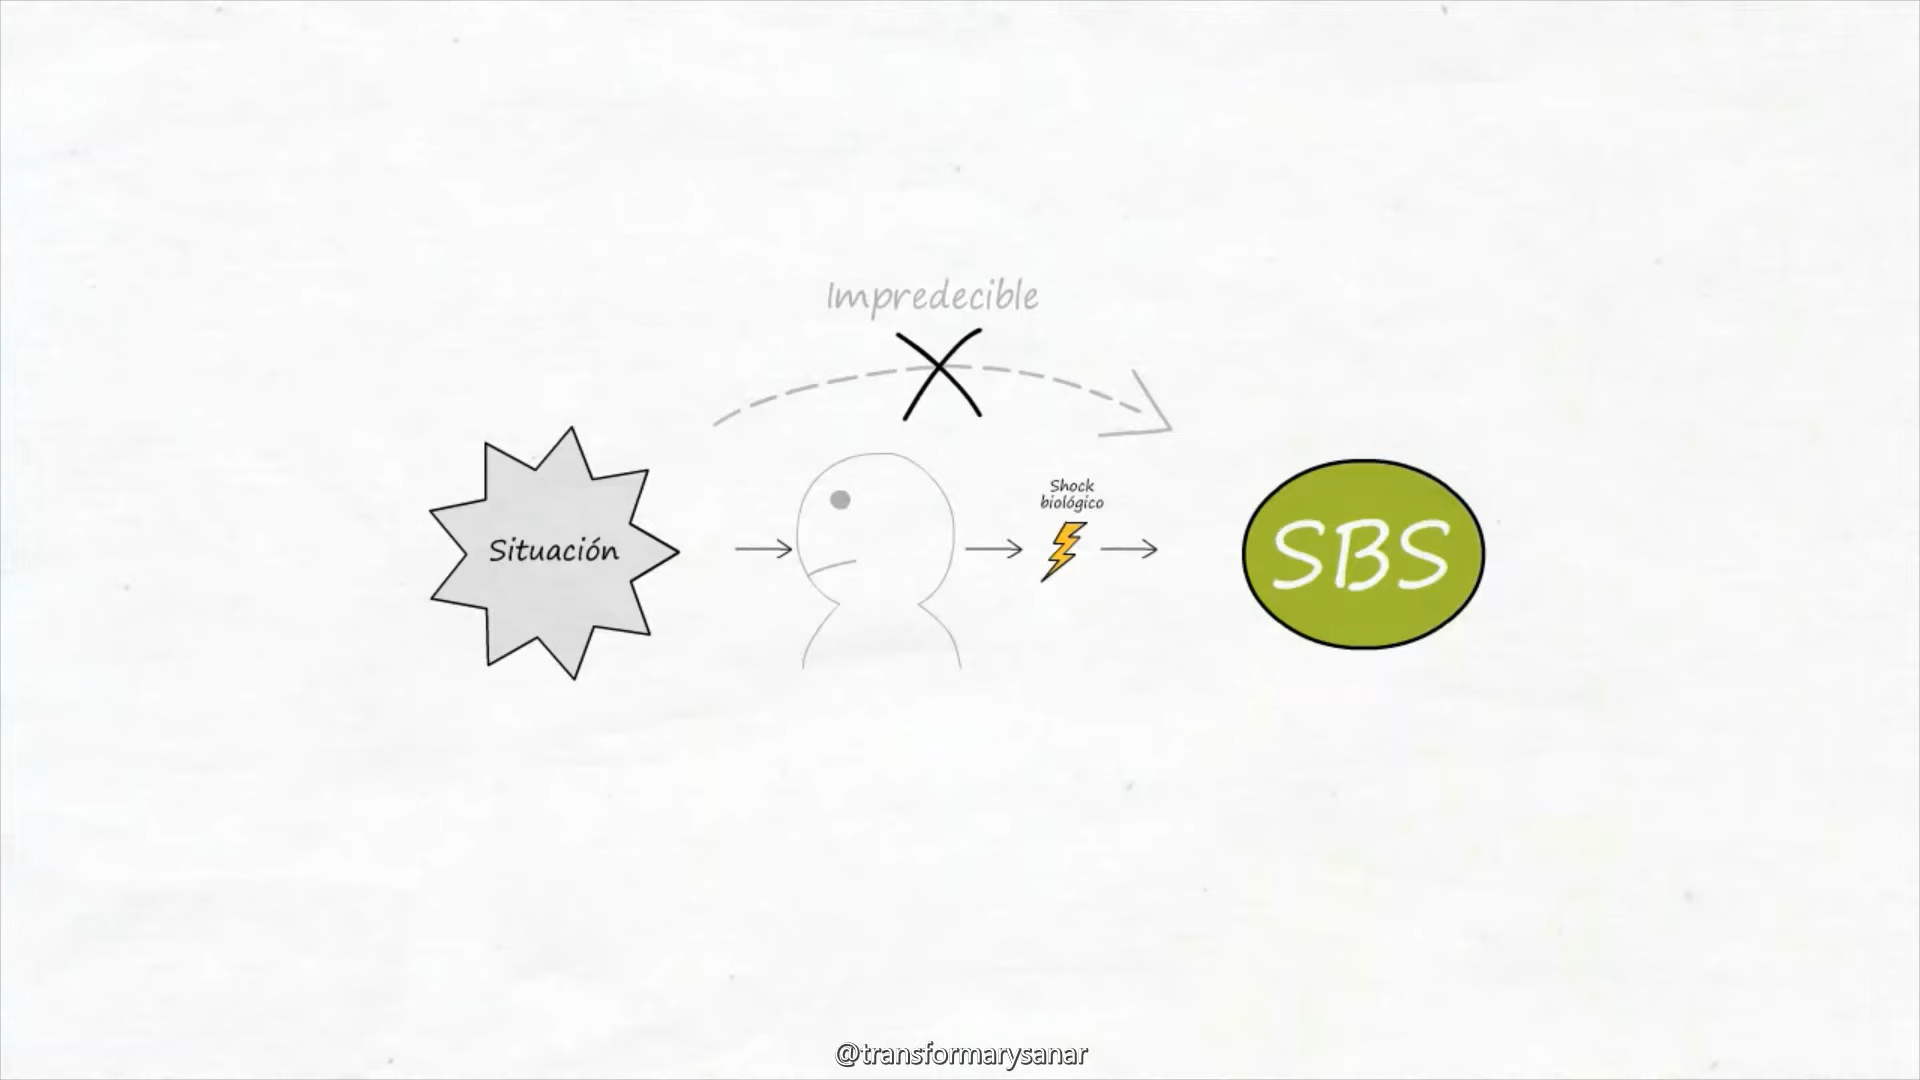 Impredecible
Situación
Shock
biológico
SBS
@transformarysanar